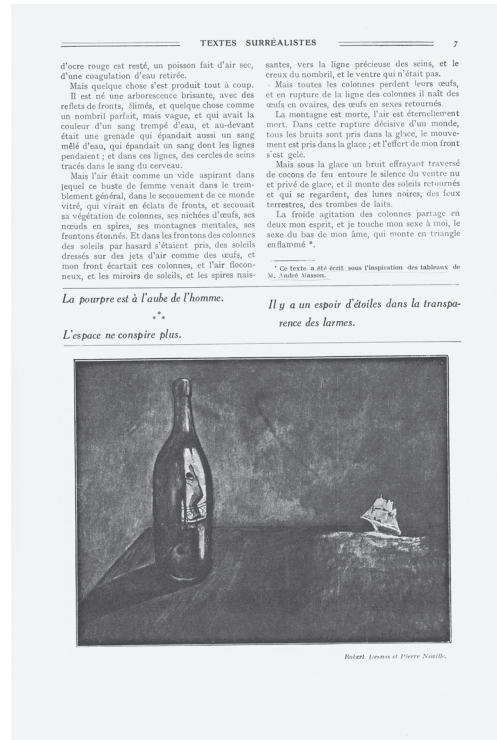 TEXTES SURRÉALISTES 7
d'ocre rouge est resté, un poisson fait d'air sec,
d'une coagulation d'eau retirée.
Mais quelque chose s'est produit tout à coup.
Il est né une arborescence brisante, avec des
reflets de fronts, élimés, et quelque chose comme
un nombril parfait, mais vague, et qui avait la
couleur d'un sang trempé d'eau, et au-devant
était une grenade qui épandait aussi un sang
mêlé d'eau, qui épandait un sang dont les lignes
pendaient ; et dans ces lignes, des cercles de seins
tracés dans le sang du cerveau.
Mais l'air était comme un vide aspirant dans
lequel ce buste de femme venait dans le trem-
blement général, dans le secouement de ce monde
vitré, qui virait en éclats de fronts, et secouait
sa végétation de colonnes, ses nichées d'œufs, ses
nœuds en spires, ses montagnes mentales, ses
frontons étonnés. Et dans les frontons des colonnes
des soleils par hasard s'étaient pris, des soleils
dressés sur des jets d'air comme des œufs, et
mon front écartait ces colonnes, et l'air flocon-
neux, et les miroirs de soleils, et les spires nais-
santes, vers la ligne précieuse des seins, et le
creux du nombril, et le ventre qui n'était pas.
Mais toutes les colonnes perdent leurs œufs,
et en rupture de la ligne des colonnes il naît des
œufs en ovaires, des œufs en sexes retournés.
La montagne est morte, l'air est éternellement
mort. Dans cette rupture décisive d'un monde,
tous les bruits sont pris dans la glace, le mouve-
ment est pris dans la glace ; et l'effort de mon front
s'est gelé.
Mais sous la glace un bruit effrayant traversé
de cocons de feu entoure le silence du ventre nu
et privé de glace, et il monte des soleils retournés
et qui se regardent, des lunes noires, des feux
terrestres, des trombes de laits.
La froide agitation des colonnes partage en
deux mon esprit, et je touche mon sexe à moi, le
sexe du bas de mon âme, qui monte en triangle
enflammé *.
* Ce texte a été écrit sous l'inspiration des tableaux de
M. André Masson.
La pourpre est à l'aube de l'homme.
* * *
L'espace ne conspire plus.
Il y a un espoir d'étoiles dans la transpa-
rence des larmes.
Robert Desnos et Pierre Naville.